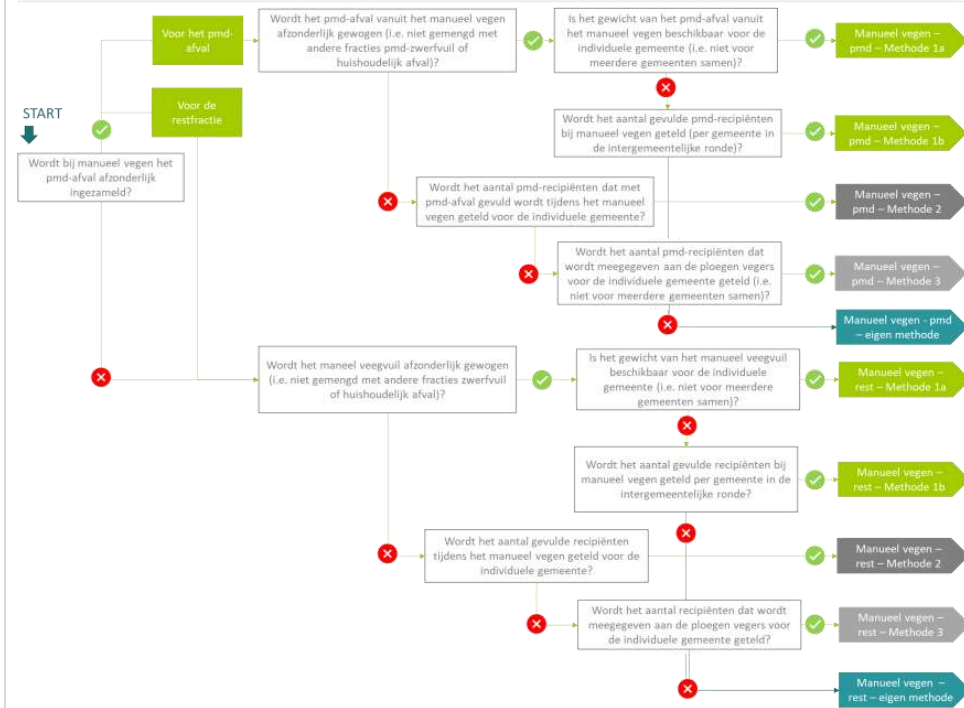 Voor het pmd-
afval
Wordt het pmd-afval vanuit het manueel vegen
afzonderlijk gewogen (i.e. niet gemengd met
andere fracties pmd-zwerfvuil of
huishoudelijk afval)?
Is het gewicht van het pmd-afval vanuit
het manueel vegen beschikbaar voor de
individuele gemeente (i.e. niet voor
meerdere gemeenten samen)?
Manueel vegen –
pmd – Methode 1a
Voor de
restfractie
START
Wordt bij manueel vegen het
pmd-afval afzonderlijk
ingezameld?
Wordt het aantal gevulde pmd-recipiënten
bij manueel vegen geteld (per gemeente in
de intergemeentelijke ronde)?
Manueel vegen –
pmd – Methode 1b
Wordt het aantal pmd-recipiënten dat met
pmd-afval gevuld wordt tijdens het manueel
vegen geteld voor de individuele gemeente?
Manueel vegen –
pmd – Methode 2
Wordt het aantal pmd-recipiënten dat
wordt meegegeven aan de ploegen vegers
voor de individuele gemeente geteld (i.e.
niet voor meerdere gemeenten samen)?
Manueel vegen –
pmd – Methode 3
Manueel vegen - pmd
– eigen methode
Wordt het maneel veegvuil afzonderlijk gewogen
(i.e. niet gemengd met andere fracties zwerfvuil
of huishoudelijk afval)?
Is het gewicht van het manueel veegvuil
beschikbaar voor de individuele
gemeente (i.e. niet voor meerdere
gemeenten samen)?
Manueel vegen –
rest – Methode 1a
Wordt het aantal gevulde recipiënten bij
manueel vegen geteld per gemeente in de
intergemeentelijke ronde?
Manueel vegen –
rest – Methode 1b
Wordt het aantal gevulde recipiënten
tijdens het manueel vegen geteld voor de
individuele gemeente?
Manueel vegen –
rest – Methode 2
Wordt het aantal recipiënten dat wordt
meegegeven aan de ploegen vegers voor
de individuele gemeente geteld?
Manueel vegen –
rest – Methode 3
Manueel vegen –
rest – eigen methode